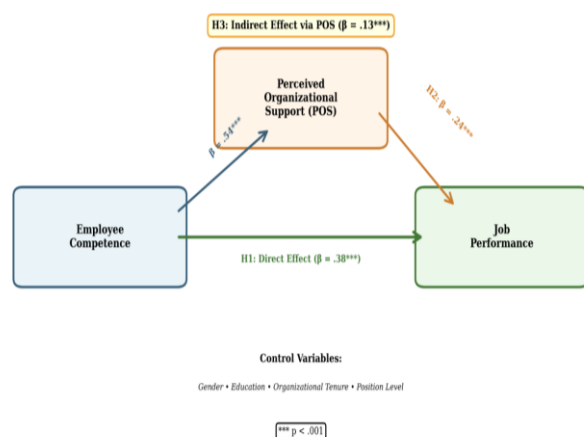 H3: Indirect Effect via POS (β = .13***)
Perceived
Organizational
Support (POS)
β = .54***
H2: β = .24***
Employee
Competence
Job
Performance
H1: Direct Effect (β = .38***)
Control Variables:
Gender • Education • Organizational Tenure • Position Level
*** p < .001